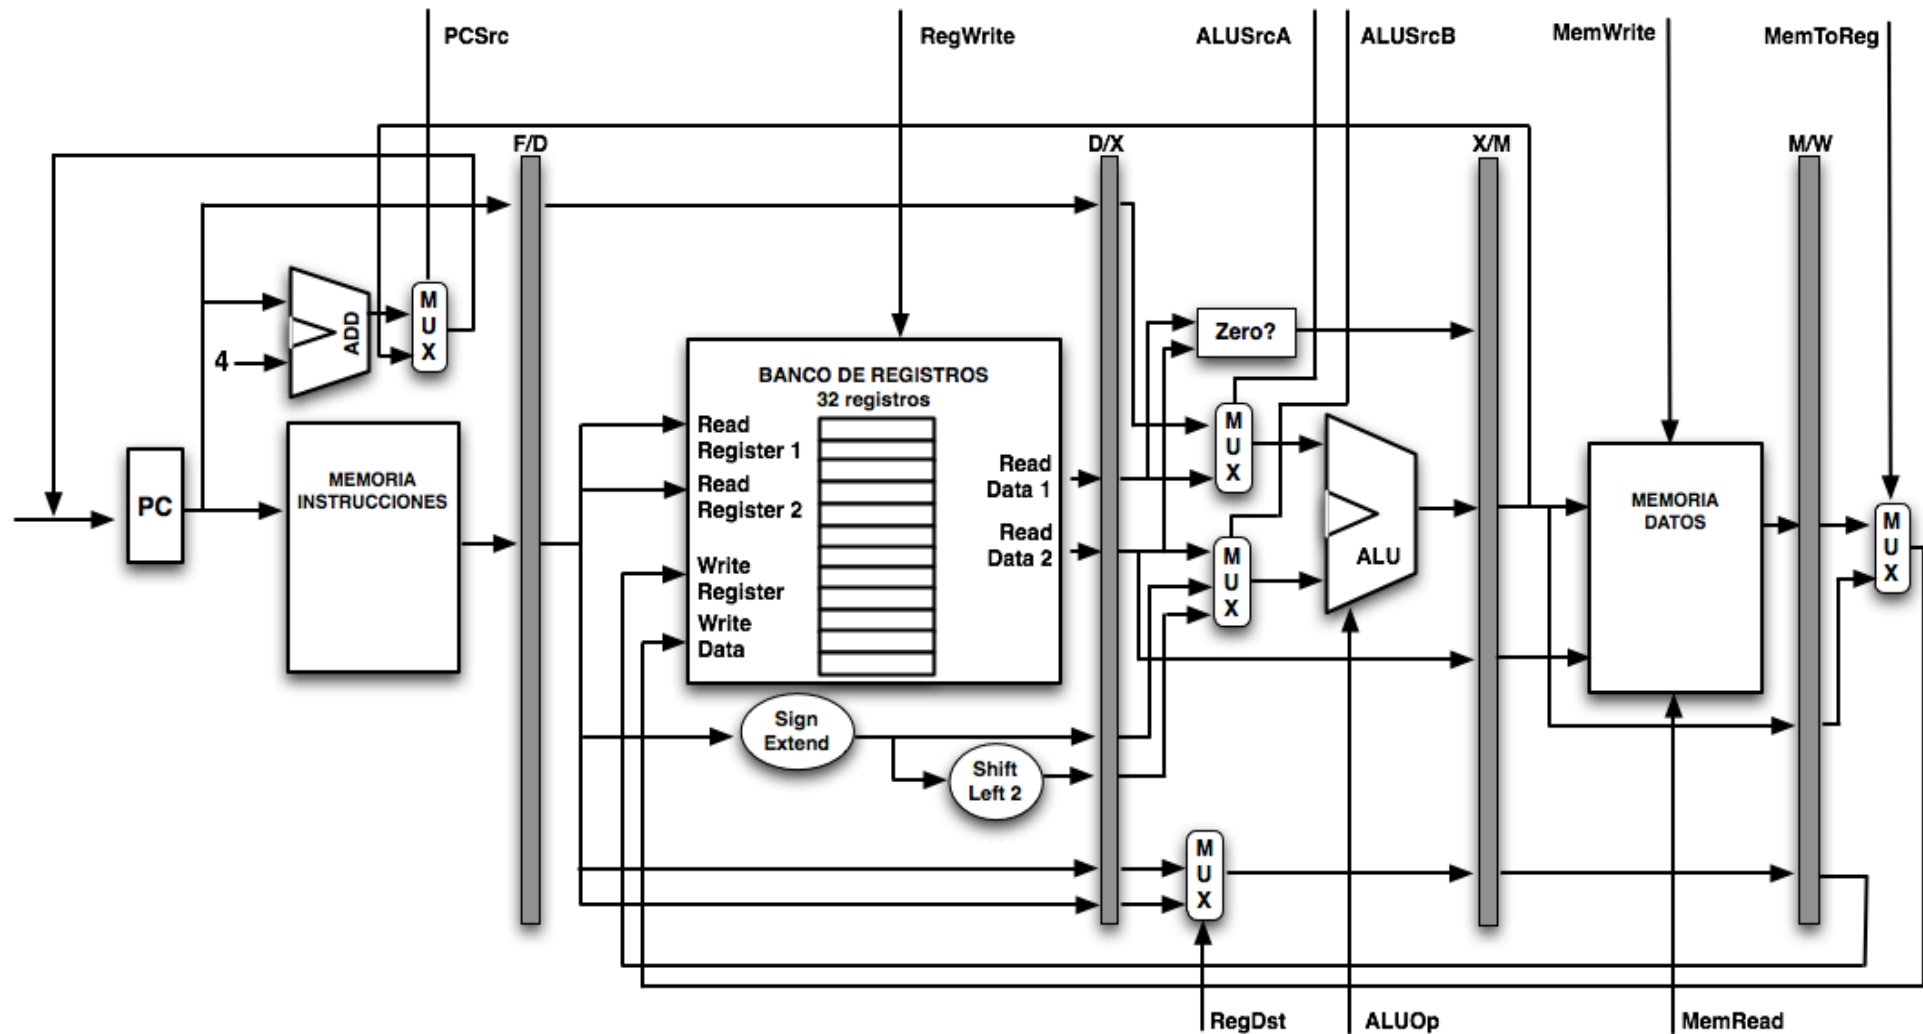 PCSrc
RegWrite
ALUSrcA
ALUSrcB
MemWrite
MemToReg
F/D
D/X
X/M
M/W
M
U
X
ADD
4
Zero?
BANCO DE REGISTROS
32 registros
Read
Register 1
Read
Register 2
Write
Register
Write
Data
Read
Data 1
Read
Data 2
M
U
X
PC
MEMORIA
INSTRUCCIONES
M
U
X
ALU
MEMORIA
DATOS
M
U
X
Sign
Extend
Shift
Left 2
M
U
X
RegDst
ALUOp
MemRead